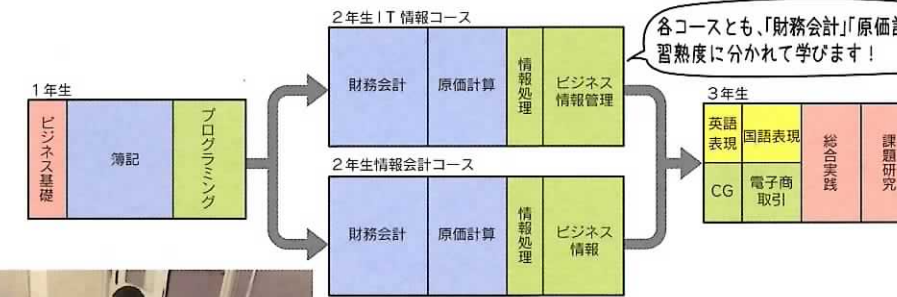 2年生IT情報コース
財務会計
原価計算
情報処理
ビジネス
情報管理
各コースとも、「財務会計」「原価計
習熟度に分かれて学びます！
1年生
ビジネス基礎
簿記
プログラミング
2年生情報会計コース
財務会計
原価計算
情報処理
ビジネス
情報
3年生
英語
表現
国語表現
CG
電子商
取引
総合実践
課題研究